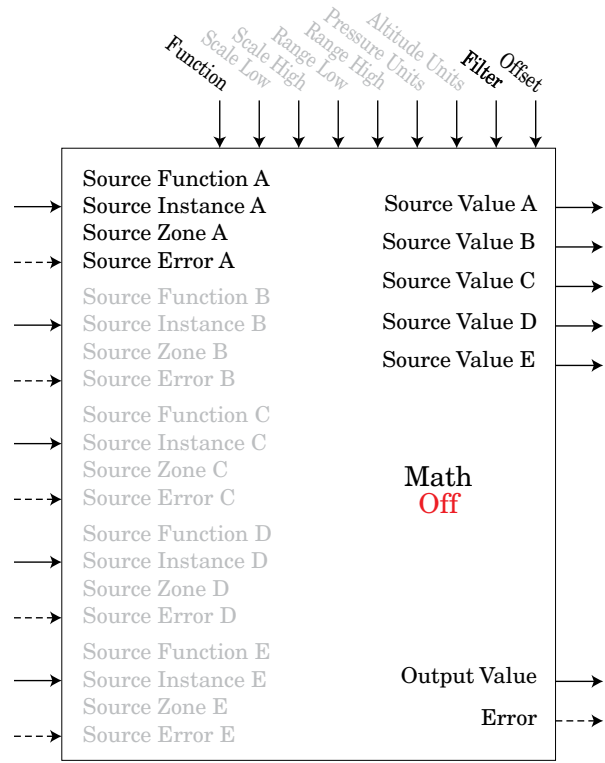 Function
Scale Low
Scale High
Range Low
Range High
Pressure Units
Altitude Units
Filter
Offset
Source Function A
Source Instance A
Source Zone A
Source Error A
Source Function B
Source Instance B
Source Zone B
Source Error B
Source Function C
Source Instance C
Source Zone C
Source Error C
Source Function D
Source Instance D
Source Zone D
Source Error D
Source Function E
Source Instance E
Source Zone E
Source Error E
Source Value A
Source Value B
Source Value C
Source Value D
Source Value E
Math
Off
Output Value
Error